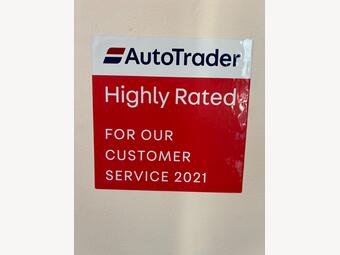 AutoTrader
Highly Rated
FOR OUR
CUSTOMER
SERVICE 2021